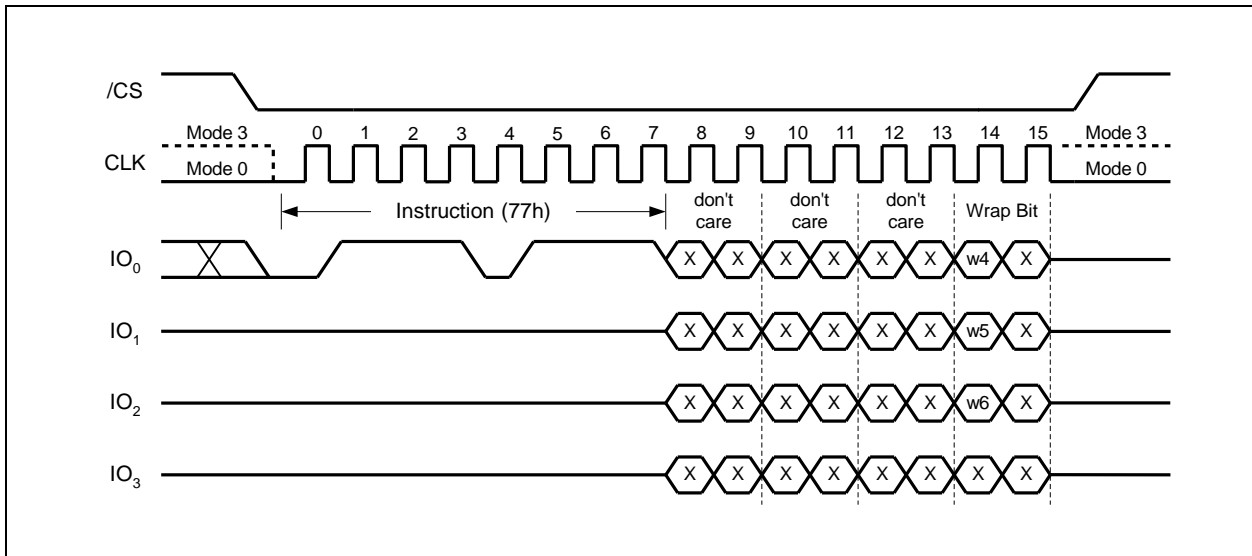 /CS
Mode 3 0 1 2 3 4 5 6 7 8 9 10 11 12 13 14 15 Mode 3
CLK
Mode 0 Mode 0
Instruction (77h)
don't care
don't care
don't care
Wrap Bit
IO0 X X X X X X w4 X
IO1 X X X X X X w5 X
IO2 X X X X X X w6 X
IO3 X X X X X X X X